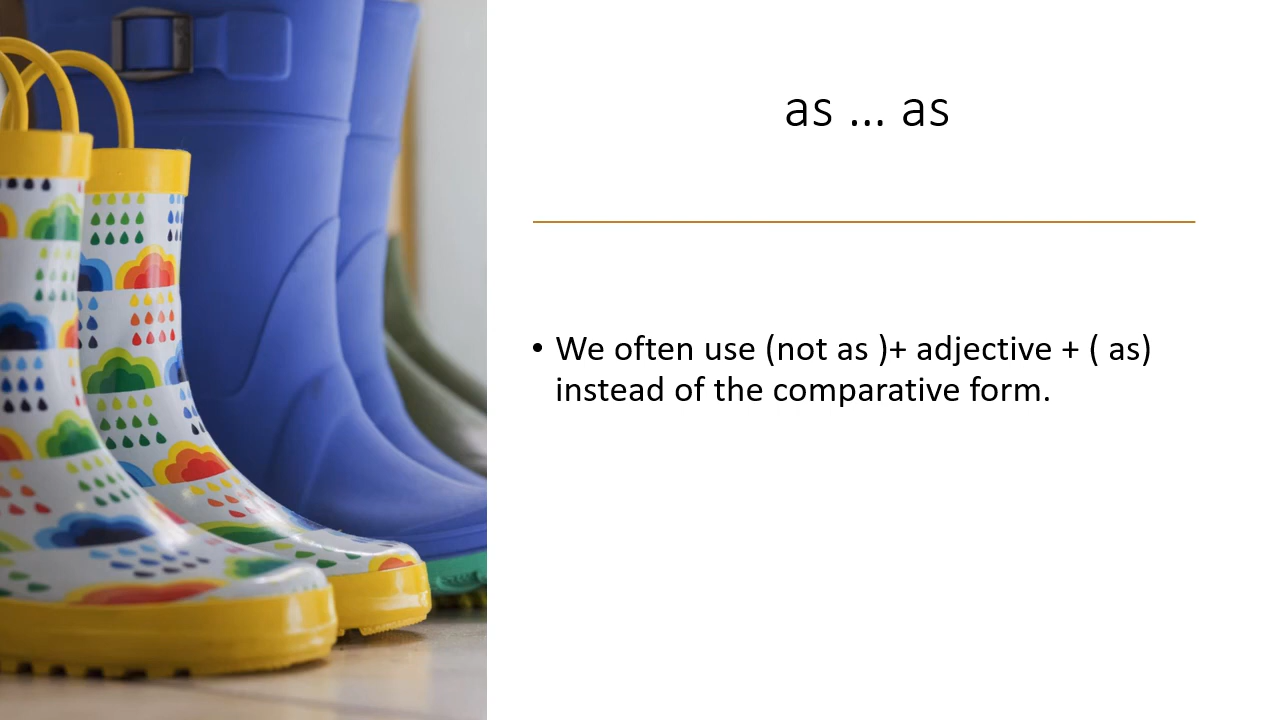 as … as
• We often use (not as )+ adjective + ( as)
instead of the comparative form.